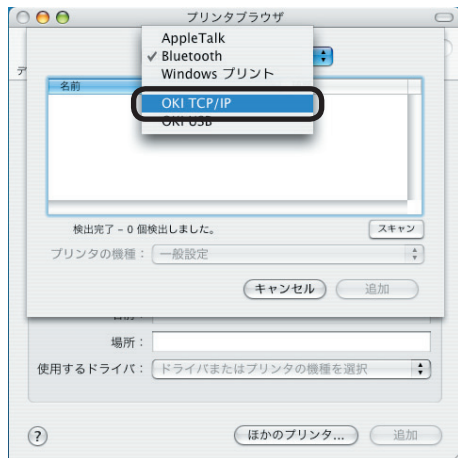 プリンタブラウザ
AppleTalk
✓ Bluetooth
Windows プリント
デ
名前
OKI TCP/IP
OKI USB
検出完了 – 0 個検出しました。
スキャン
プリンタの機種： 一般設定
キャンセル 追加
名前：
場所：
使用するドライバ： ドライバまたはプリンタの機種を選択
? ほかのプリンタ... 追加